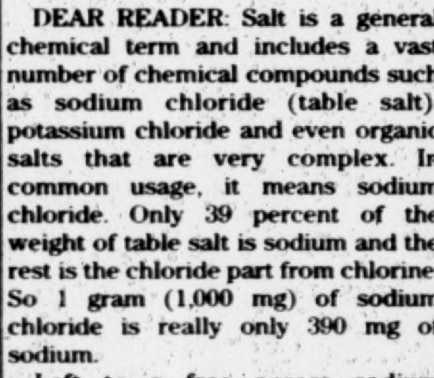 DEAR READER: Salt is a general
chemical term and includes a vast
number of chemical compounds such
as sodium chloride (table salt)
potassium chloride and even organic
salts that are very complex. In
common usage, it means sodium
chloride. Only 39 percent of the
weight of table salt is sodium and the
rest is the chloride part from chlorine
So 1 gram (1,000 mg) of sodium
chloride is really only 390 mg of
sodium.